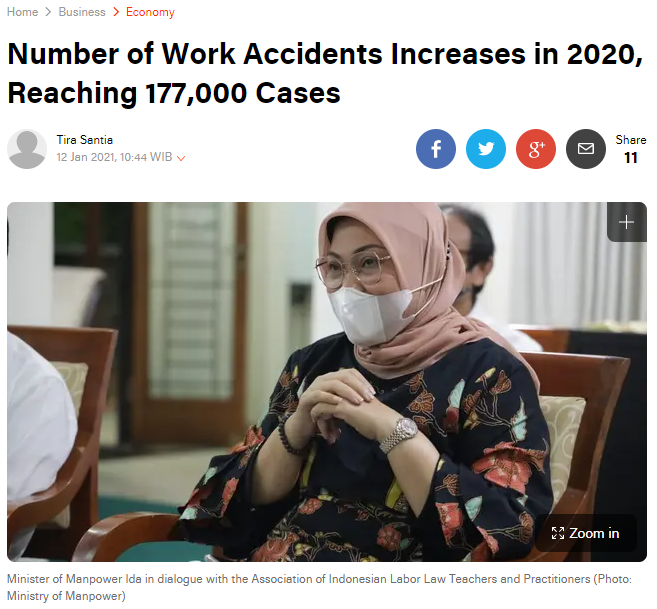 Home > Business > Economy
Number of Work Accidents Increases in 2020,
Reaching 177,000 Cases
Tira Santia
12 Jan 2021, 10:44 WIB
f
g+
Share
11
Zoom in
Minister of Manpower Ida in dialogue with the Association of Indonesian Labor Law Teachers and Practitioners (Photo:
Ministry of Manpower)